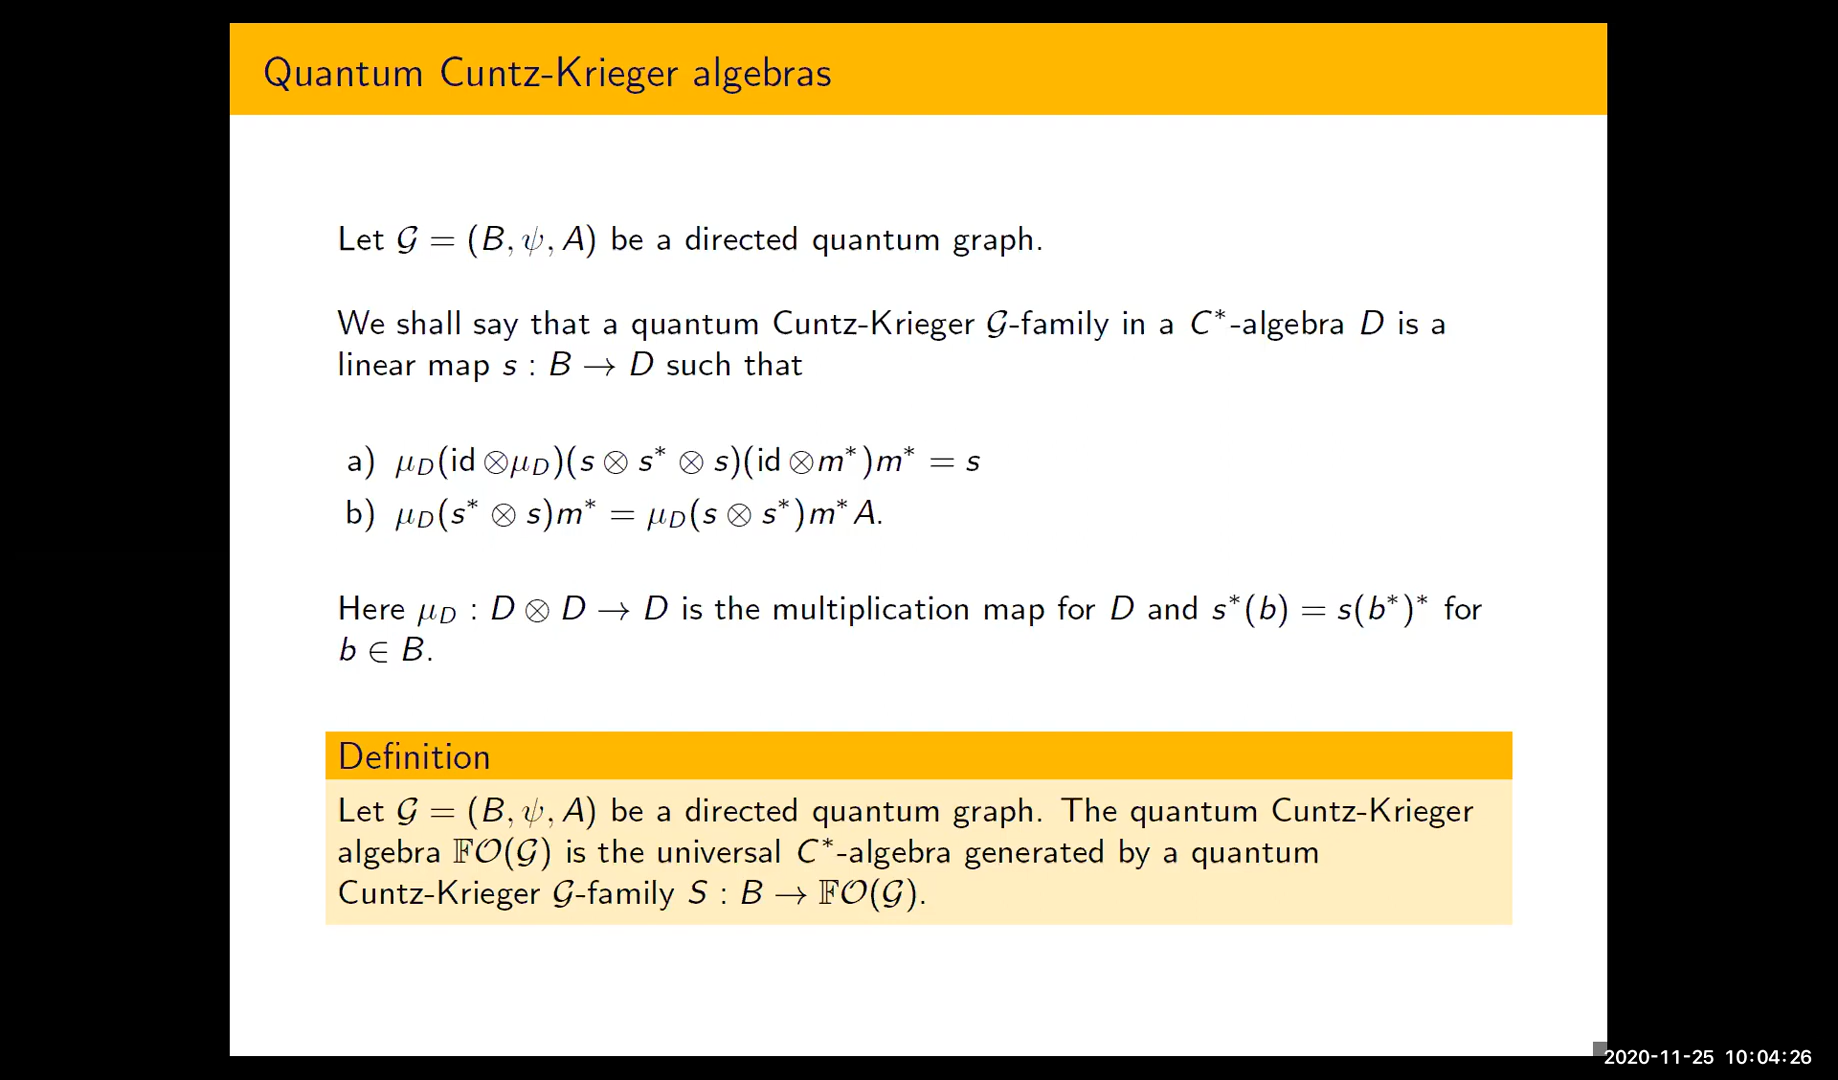 Quantum Cuntz-Krieger algebras
Let 𝒢 = (B, ψ, A) be a directed quantum graph.
We shall say that a quantum Cuntz-Krieger 𝒢-family in a C*-algebra D is a
linear map s : B → D such that
a) μ_D(id ⊗μ_D)(s ⊗ s* ⊗ s)(id ⊗m*)m* = s
b) μ_D(s* ⊗ s)m* = μ_D(s ⊗ s*)m*A.
Here μ_D : D ⊗ D → D is the multiplication map for D and s*(b) = s(b*)* for
b ∈ B.
Definition
Let 𝒢 = (B, ψ, A) be a directed quantum graph. The quantum Cuntz-Krieger
algebra 𝔽𝒪(𝒢) is the universal C*-algebra generated by a quantum
Cuntz-Krieger 𝒢-family S : B → 𝔽𝒪(𝒢).
2020-11-25 10:04:26